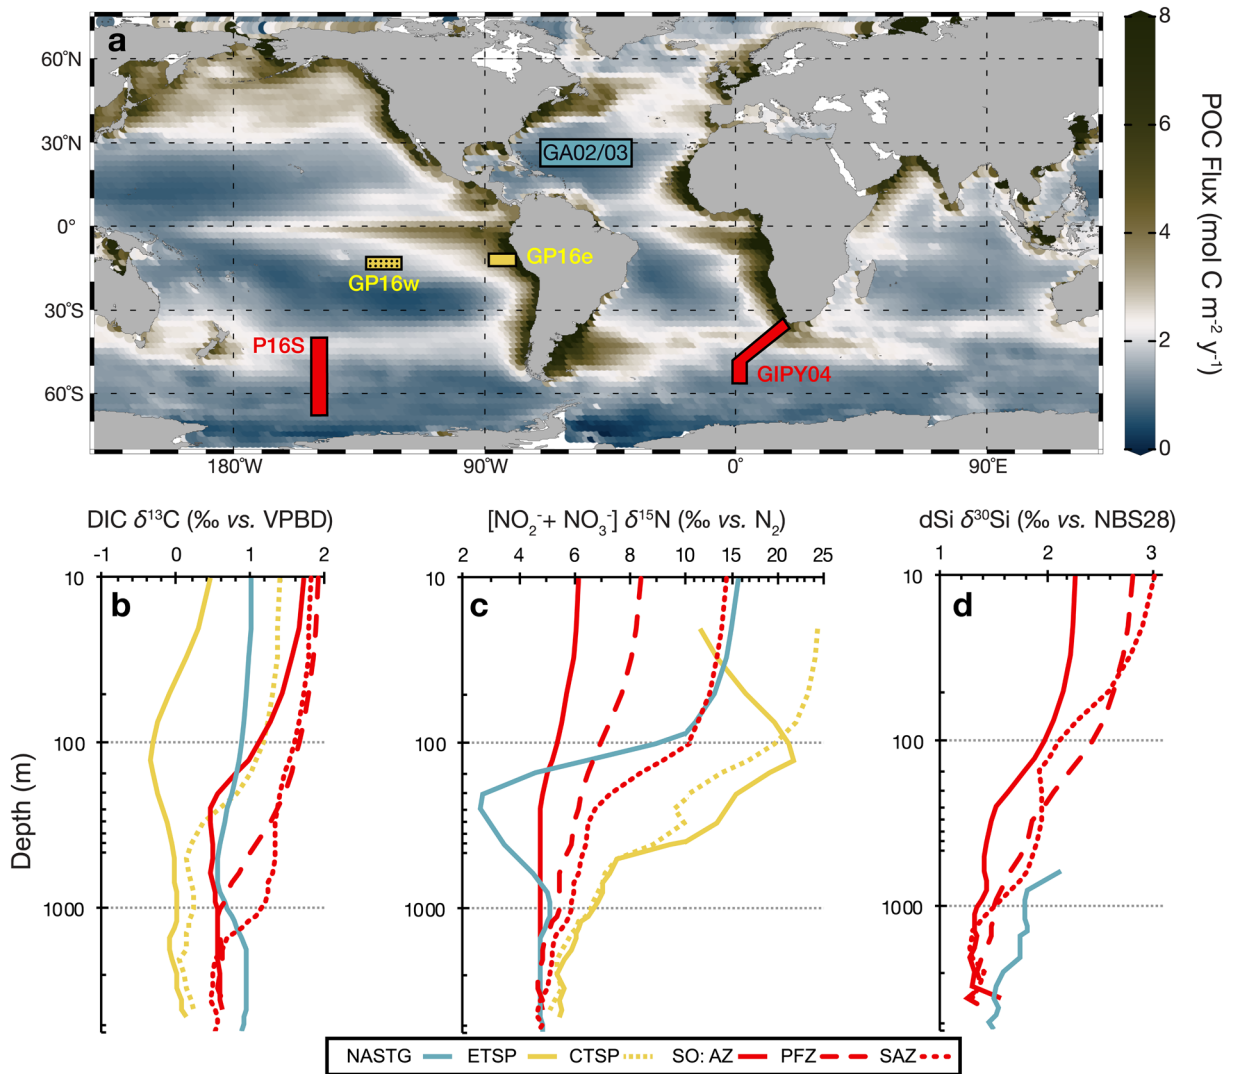 a
60°N
30°N
0°
30°S
60°S
180°W
90°W
0°
90°E
GA02/03
GP16e
GP16w
P16S
GIPY04
8
6
4
2
0
POC Flux (mol C m⁻² y⁻¹)
DIC δ¹³C (‰ vs. VPBD)
-1 0 1 2
[NO₂⁻+ NO₃⁻] δ¹⁵N (‰ vs. N₂)
2 4 6 8 10 15 20 25
dSi δ³⁰Si (‰ vs. NBS28)
1 2 3
Depth (m)
10
100
1000
b
10
100
1000
c
10
100
1000
d
NASTG ETSP CTSP SO: AZ PFZ SAZ